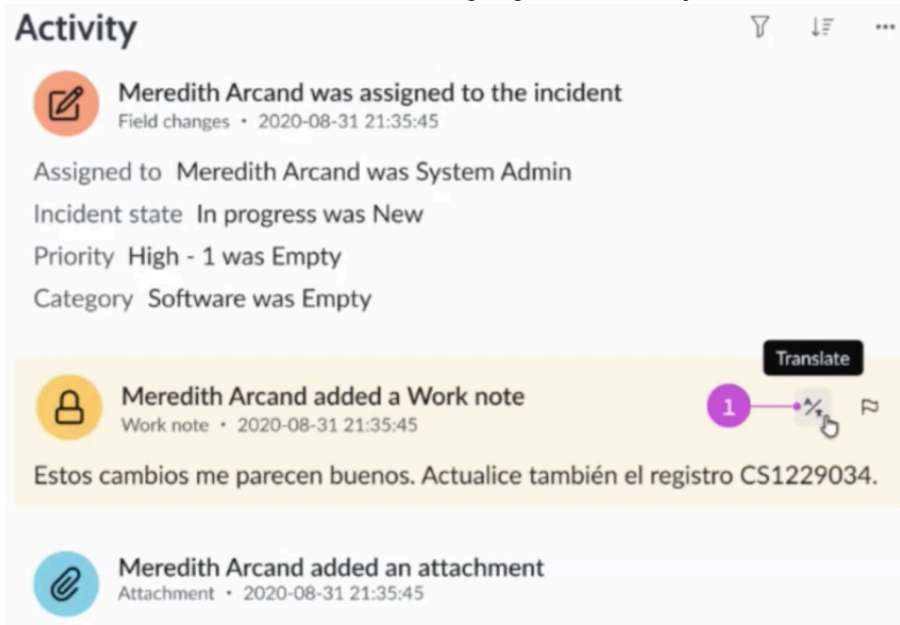 Activity
Meredith Arcand was assigned to the incident
Field changes • 2020-08-31 21:35:45
Assigned to Meredith Arcand was System Admin
Incident state In progress was New
Priority High - 1 was Empty
Category Software was Empty
Translate
Meredith Arcand added a Work note
1
Work note • 2020-08-31 21:35:45
Estos cambios me parecen buenos. Actualice también el registro CS1229034.
Meredith Arcand added an attachment
Attachment • 2020-08-31 21:35:45